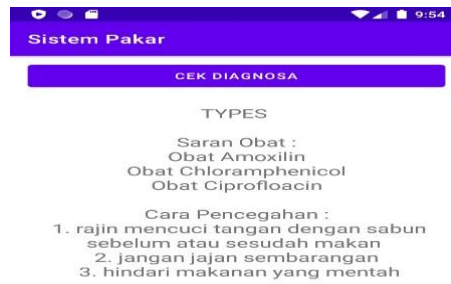 9:54
Sistem Pakar
CEK DIAGNOSA
TYPES
Saran Obat :
Obat Amoxilin
Obat Chloramphenicol
Obat Ciprofloacin
Cara Pencegahan :
1. rajin mencuci tangan dengan sabun
sebelum atau sesudah makan
2. jangan jajan sembarangan
3. hindari makanan yang mentah